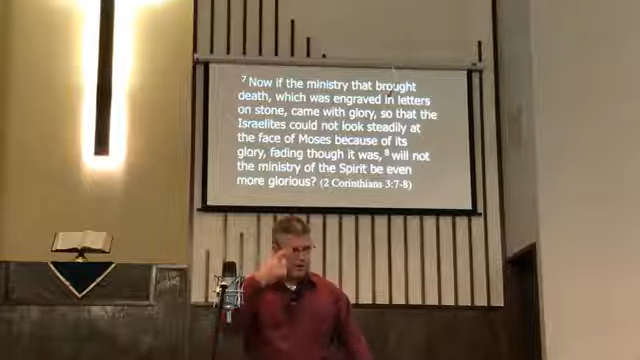 ⁷ Now if the ministry that brought
death, which was engraved in letters
on stone, came with glory, so that the
Israelites could not look steadily at
the face of Moses because of its
glory, fading though it was, ⁸ will not
the ministry of the Spirit be even
more glorious? (2 Corinthians 3:7-8)